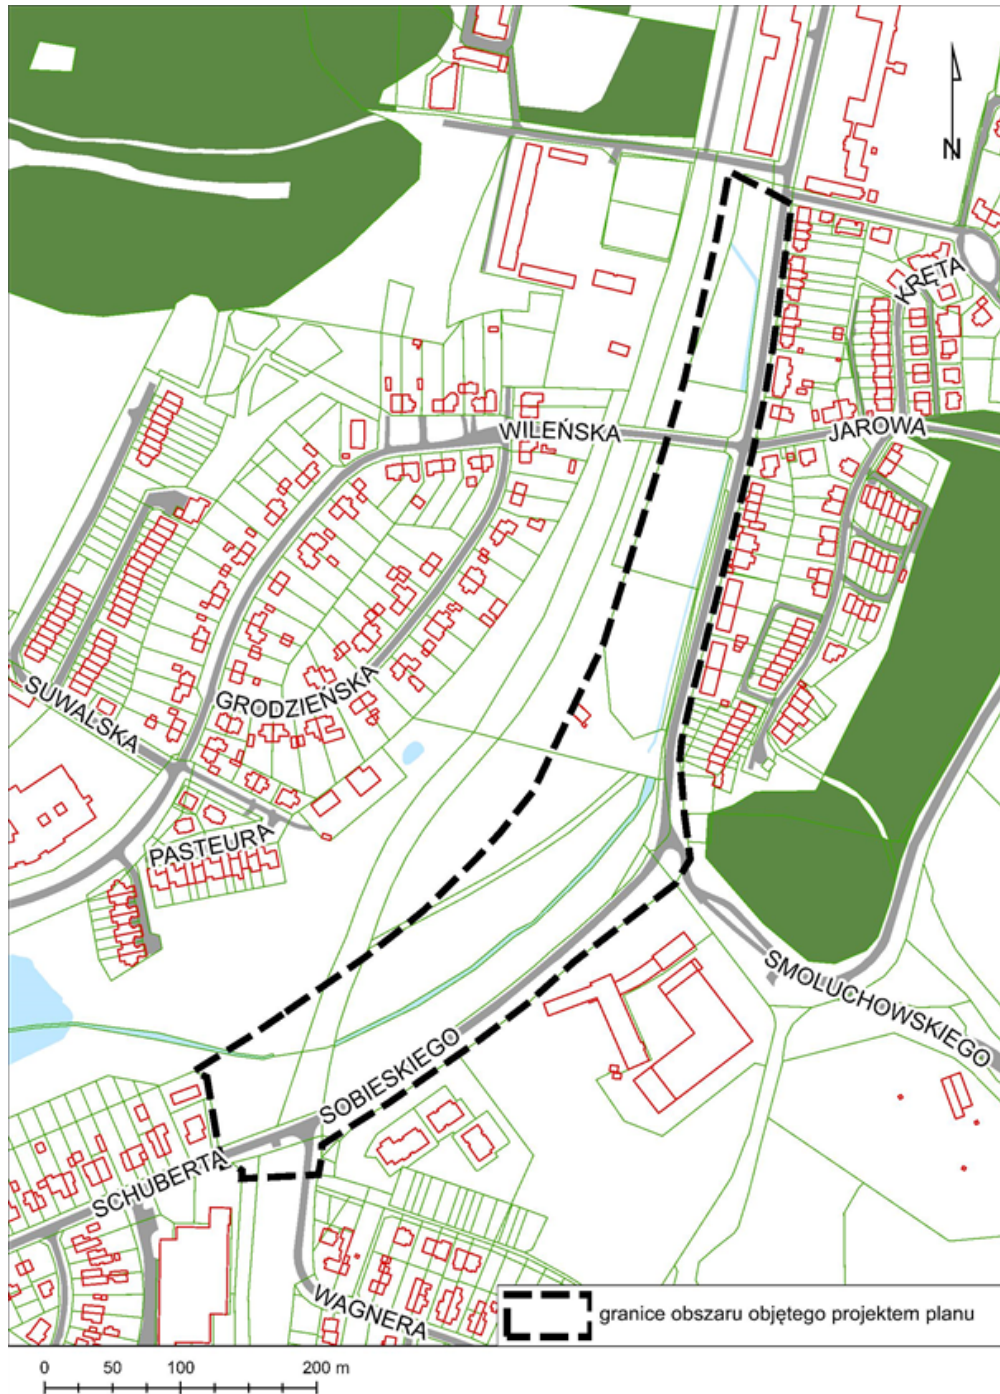 N
KRĘTA
WILEŃSKA
JAROWA
GRODZIEŃSKA
SUWALSKA
PASTEURA
SMOLUCHOWSKIEGO
SOBIESKIEGO
SCHUBERTA
WAGNERA
granice obszaru objętego projektem planu
0 50 100 200 m